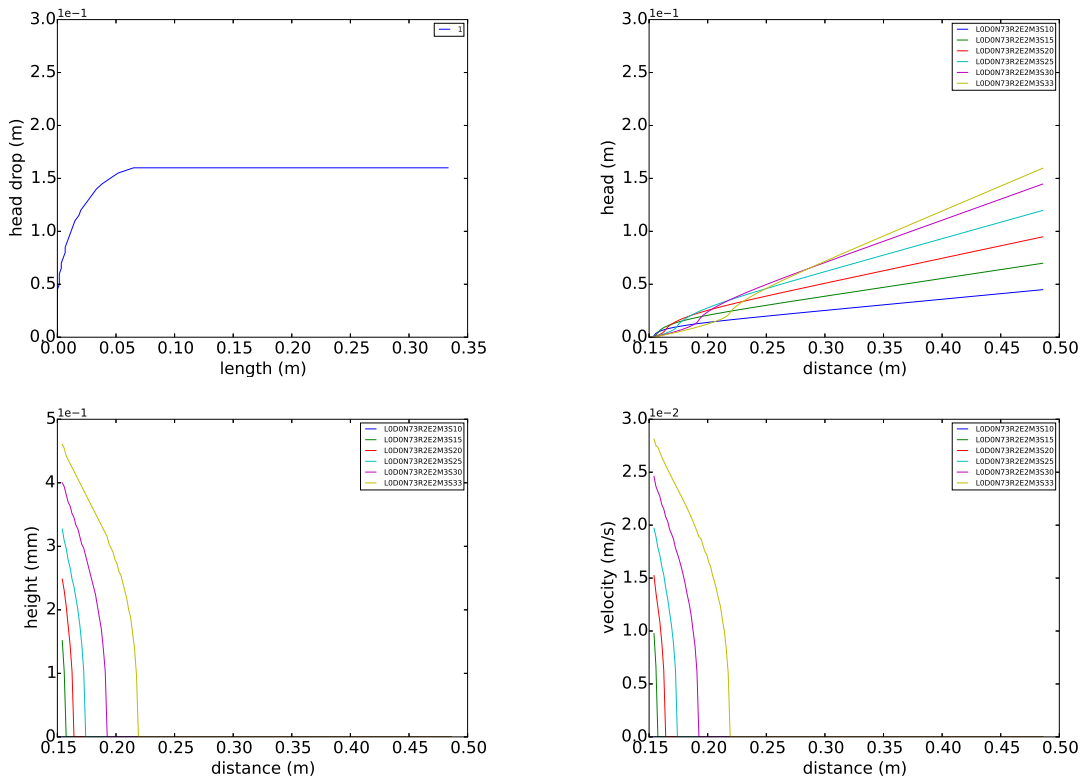 1e−1
3.0
2.5
2.0
1.5
1.0
0.5
0.0
0.00 0.05 0.10 0.15 0.20 0.25 0.30 0.35
length (m)
head drop (m)
1
1e−1
3.0
2.5
2.0
1.5
1.0
0.5
0.0
0.15 0.20 0.25 0.30 0.35 0.40 0.45 0.50
distance (m)
head (m)
L0D0N73R2E2M3S10
L0D0N73R2E2M3S15
L0D0N73R2E2M3S20
L0D0N73R2E2M3S25
L0D0N73R2E2M3S30
L0D0N73R2E2M3S33
1e−1
5
4
3
2
1
0
0.15 0.20 0.25 0.30 0.35 0.40 0.45 0.50
distance (m)
height (mm)
L0D0N73R2E2M3S10
L0D0N73R2E2M3S15
L0D0N73R2E2M3S20
L0D0N73R2E2M3S25
L0D0N73R2E2M3S30
L0D0N73R2E2M3S33
1e−2
3.0
2.5
2.0
1.5
1.0
0.5
0.0
0.15 0.20 0.25 0.30 0.35 0.40 0.45 0.50
distance (m)
velocity (m/s)
L0D0N73R2E2M3S10
L0D0N73R2E2M3S15
L0D0N73R2E2M3S20
L0D0N73R2E2M3S25
L0D0N73R2E2M3S30
L0D0N73R2E2M3S33